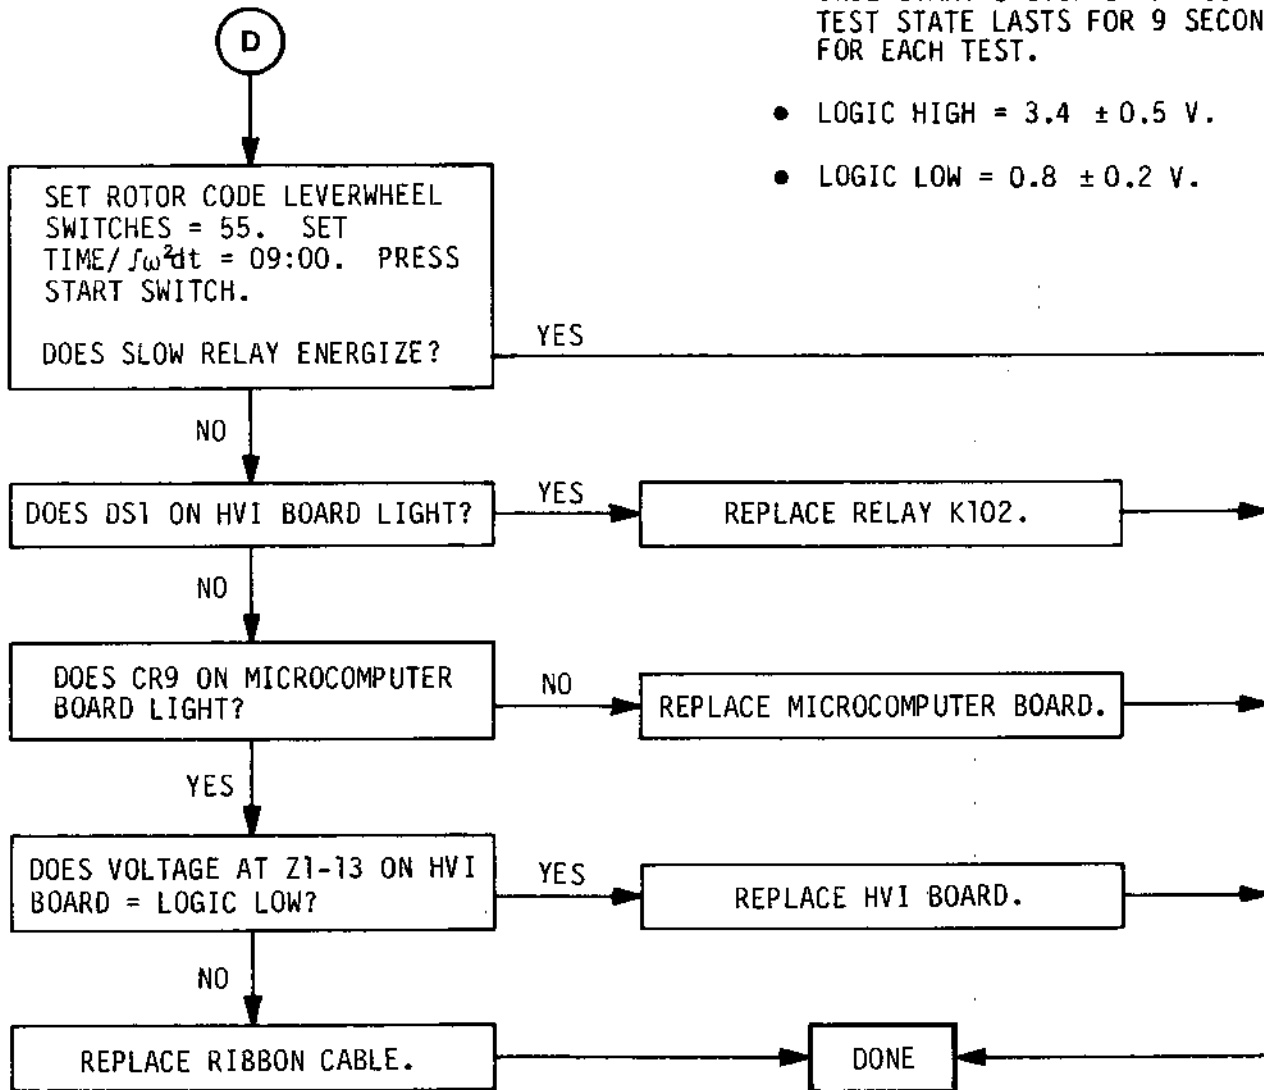 D
TEST STATE LASTS FOR 9 SECON
FOR EACH TEST.
● LOGIC HIGH = 3.4 ±0.5 V.
● LOGIC LOW = 0.8 ±0.2 V.
SET ROTOR CODE LEVERWHEEL
SWITCHES = 55. SET
TIME/∫ω²dt = 09:00. PRESS
START SWITCH.
DOES SLOW RELAY ENERGIZE?
YES
NO
DOES DS1 ON HVI BOARD LIGHT?
YES
REPLACE RELAY K102.
NO
DOES CR9 ON MICROCOMPUTER
BOARD LIGHT?
NO
REPLACE MICROCOMPUTER BOARD.
YES
DOES VOLTAGE AT Z1-13 ON HVI
BOARD = LOGIC LOW?
YES
REPLACE HVI BOARD.
NO
REPLACE RIBBON CABLE.
DONE